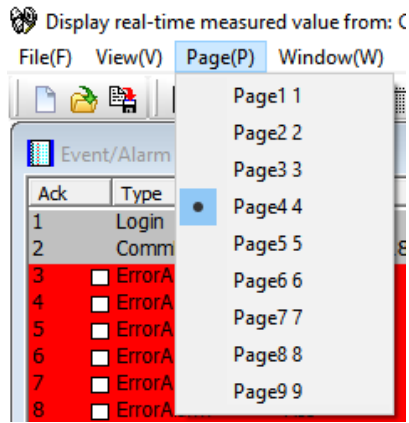 Display real-time measured value from:
File(F) View(V) Page(P) Window(W)
Page1 1
Page2 2
Event/Alarm
Page3 3
Ack Type
Page4 4
1 Login
2 Comm
Page5 5
3 ErrorA
Page6 6
4 ErrorA
5 ErrorA
Page7 7
6 ErrorA
Page8 8
7 ErrorA
Page9 9
8 ErrorA